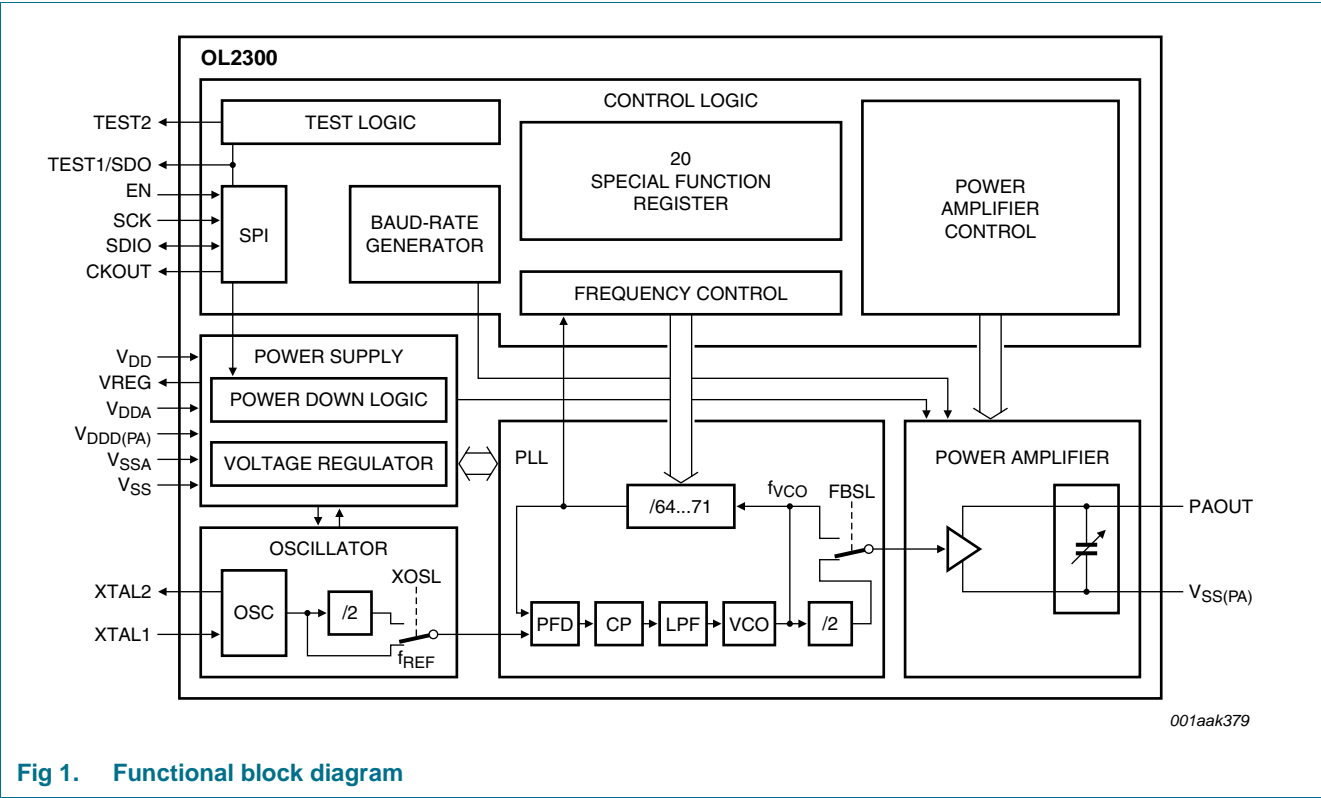 OL2300
CONTROL LOGIC
TEST LOGIC
20
SPECIAL FUNCTION
REGISTER
POWER
AMPLIFIER
CONTROL
SPI
BAUD-RATE
GENERATOR
FREQUENCY CONTROL
TEST2
TEST1/SDO
EN
SCK
SDIO
CKOUT
VDD
VREG
VDDA
VDDD(PA)
VSSA
VSS
POWER SUPPLY
POWER DOWN LOGIC
VOLTAGE REGULATOR
PLL
/64...71
fVCO
FBSL
PFD
CP
LPF
VCO
/2
POWER AMPLIFIER
PAOUT
VSS(PA)
OSCILLATOR
XTAL2
XTAL1
OSC
/2
XOSL
fREF
001aak379
Fig 1. Functional block diagram